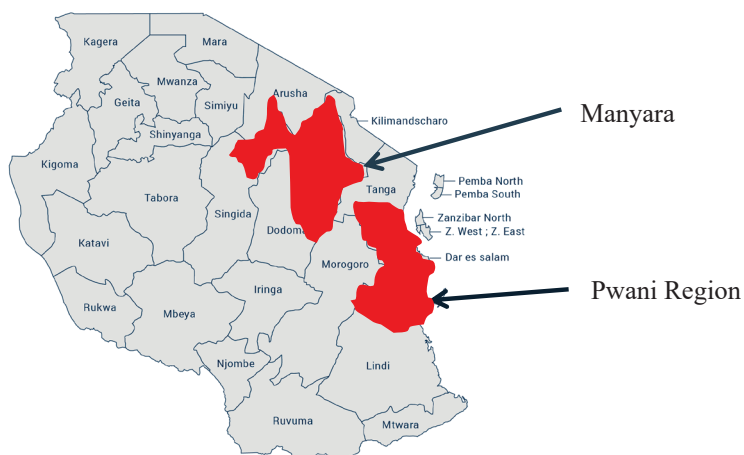 Kagera
Mara
Mwanza
Geita
Simiyu
Arusha
Shinyanga
Kilimandscharo
Manyara
Kigoma
Tabora
Singida
Dodoma
Tanga
Pemba North
Pemba South
Zanzibar North
Z. West ; Z. East
Katavi
Morogoro
Dar es salam
Rukwa
Mbeya
Iringa
Pwani Region
Njombe
Lindi
Ruvuma
Mtwara